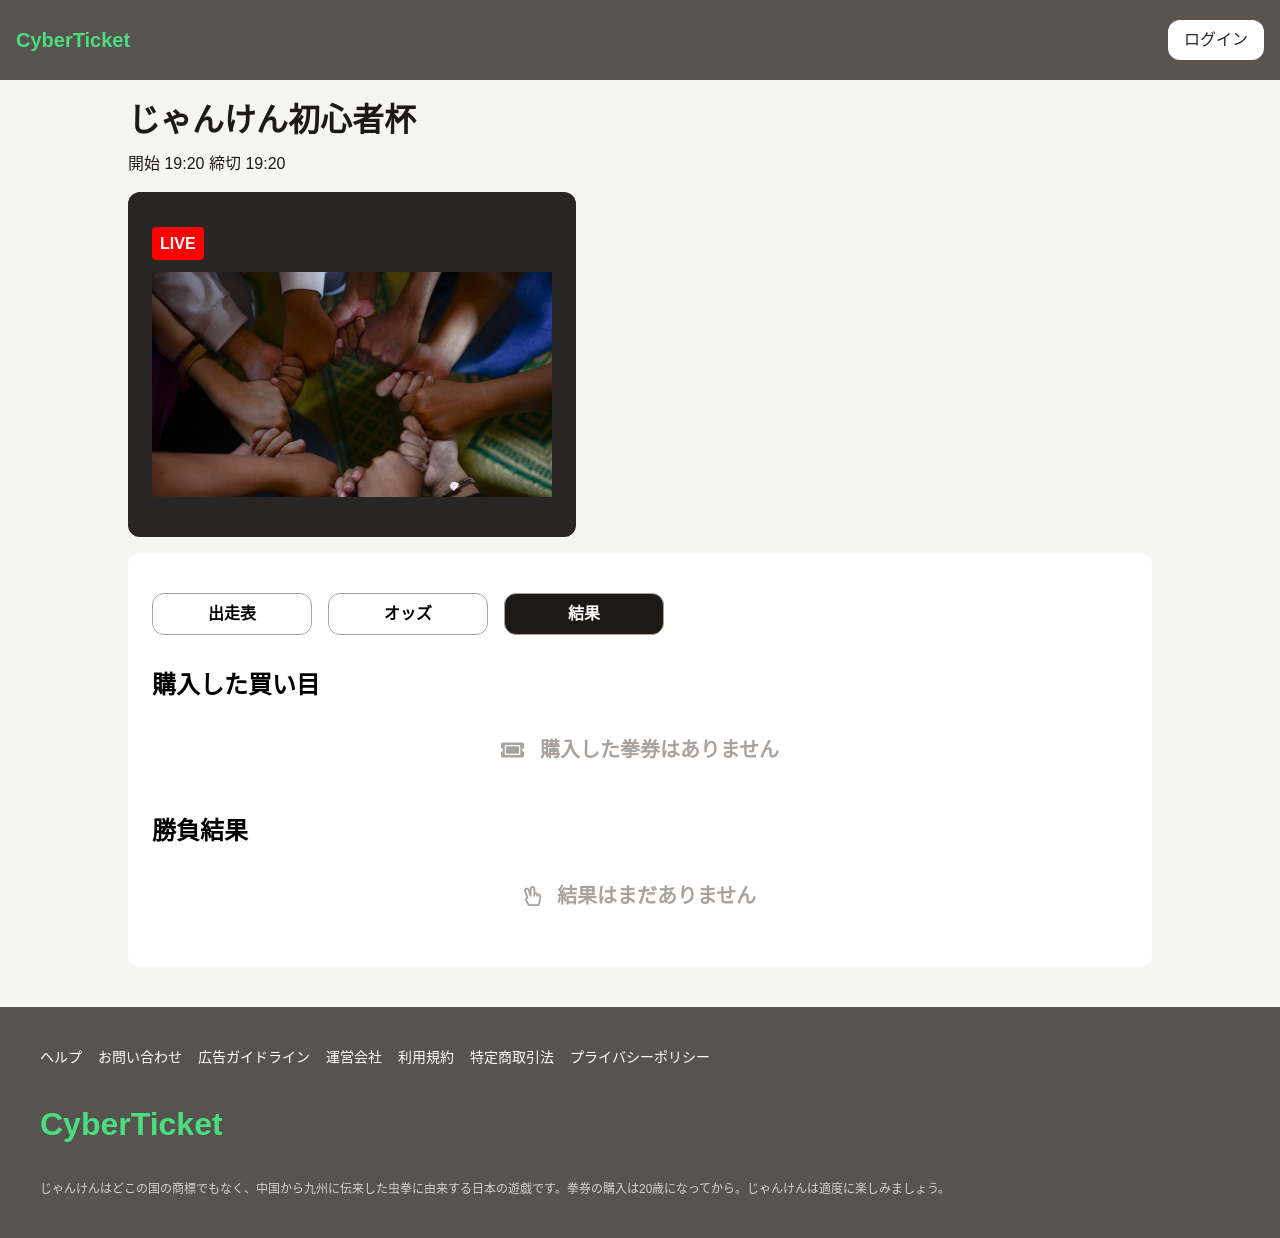 CyberTicket
ログイン
じゃんけん初心者杯
開始 19:20 締切 19:20
LIVE
出走表
オッズ
結果
購入した買い目
購入した拳券はありません
勝負結果
結果はまだありません
ヘルプ お問い合わせ 広告ガイドライン 運営会社 利用規約 特定商取引法 プライバシーポリシー
CyberTicket
じゃんけんはどこの国の商標でもなく、中国から九州に伝来した虫拳に由来する日本の遊戯です。拳券の購入は20歳になってから。じゃんけんは適度に楽しみましょう。